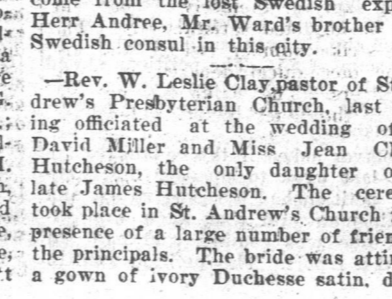 come from the lost Swedish exp
Herr Andree, Mr. Ward's brother
Swedish consul in this city.
—Rev. W. Leslie Clay, pastor of St
drew's Presbyterian Church, last
ing officiated at the wedding of
David Miller and Miss Jean Cl
Hutcheson, the only daughter o
late James Hutcheson. The cere
took place in St. Andrew's Church
presence of a large number of frien
the principals. The bride was attir
a gown of ivory Duchesse satin, d